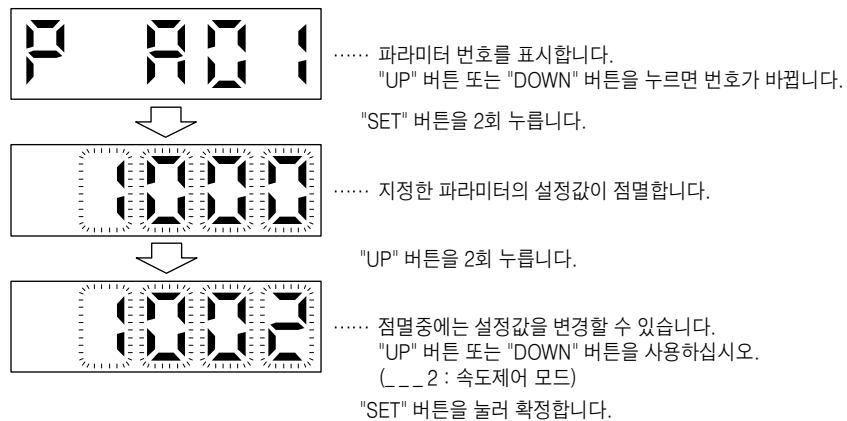 P A01
…… 파라미터 번호를 표시합니다.
"UP" 버튼 또는 "DOWN" 버튼을 누르면 번호가 바뀝니다.
"SET" 버튼을 2회 누릅니다.
1000
…… 지정한 파라미터의 설정값이 점멸합니다.
"UP" 버튼을 2회 누릅니다.
1002
…… 점멸중에는 설정값을 변경할 수 있습니다.
"UP" 버튼 또는 "DOWN" 버튼을 사용하십시오.
(_ _ _ 2 : 속도제어 모드)
"SET" 버튼을 눌러 확정합니다.